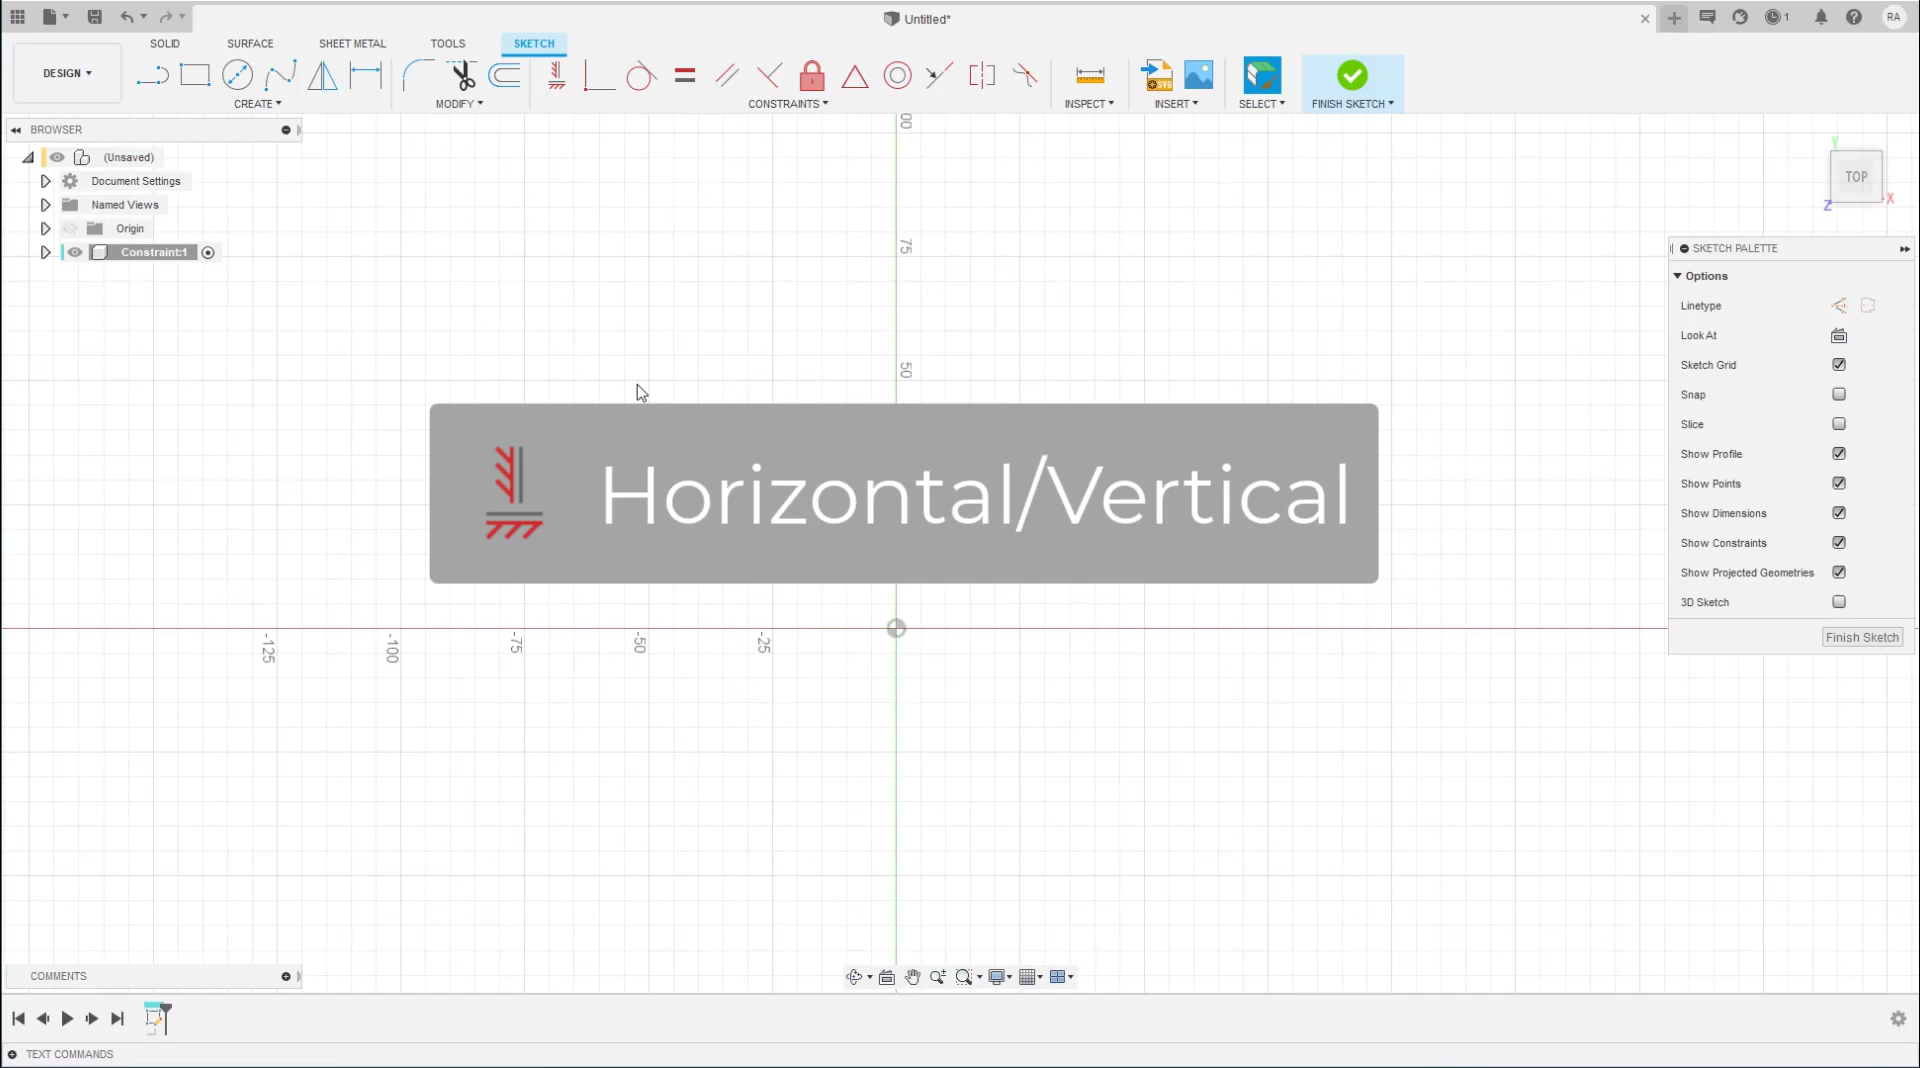 Untitled*
1
RA
SOLID
SURFACE
SHEET METAL
TOOLS
SKETCH
DESIGN
CREATE
MODIFY
CONSTRAINTS
INSPECT
INSERT
SELECT
FINISH SKETCH
BROWSER
(Unsaved)
Document Settings
Named Views
Origin
Constraint:1
00
75
50
Y
TOP
X
Z
SKETCH PALETTE
Options
Linetype
Look At
Sketch Grid
Snap
Slice
Show Profile
Show Points
Show Dimensions
Show Constraints
Show Projected Geometries
3D Sketch
Finish Sketch
Horizontal/Vertical
-125
-100
-75
-50
-25
COMMENTS
TEXT COMMANDS